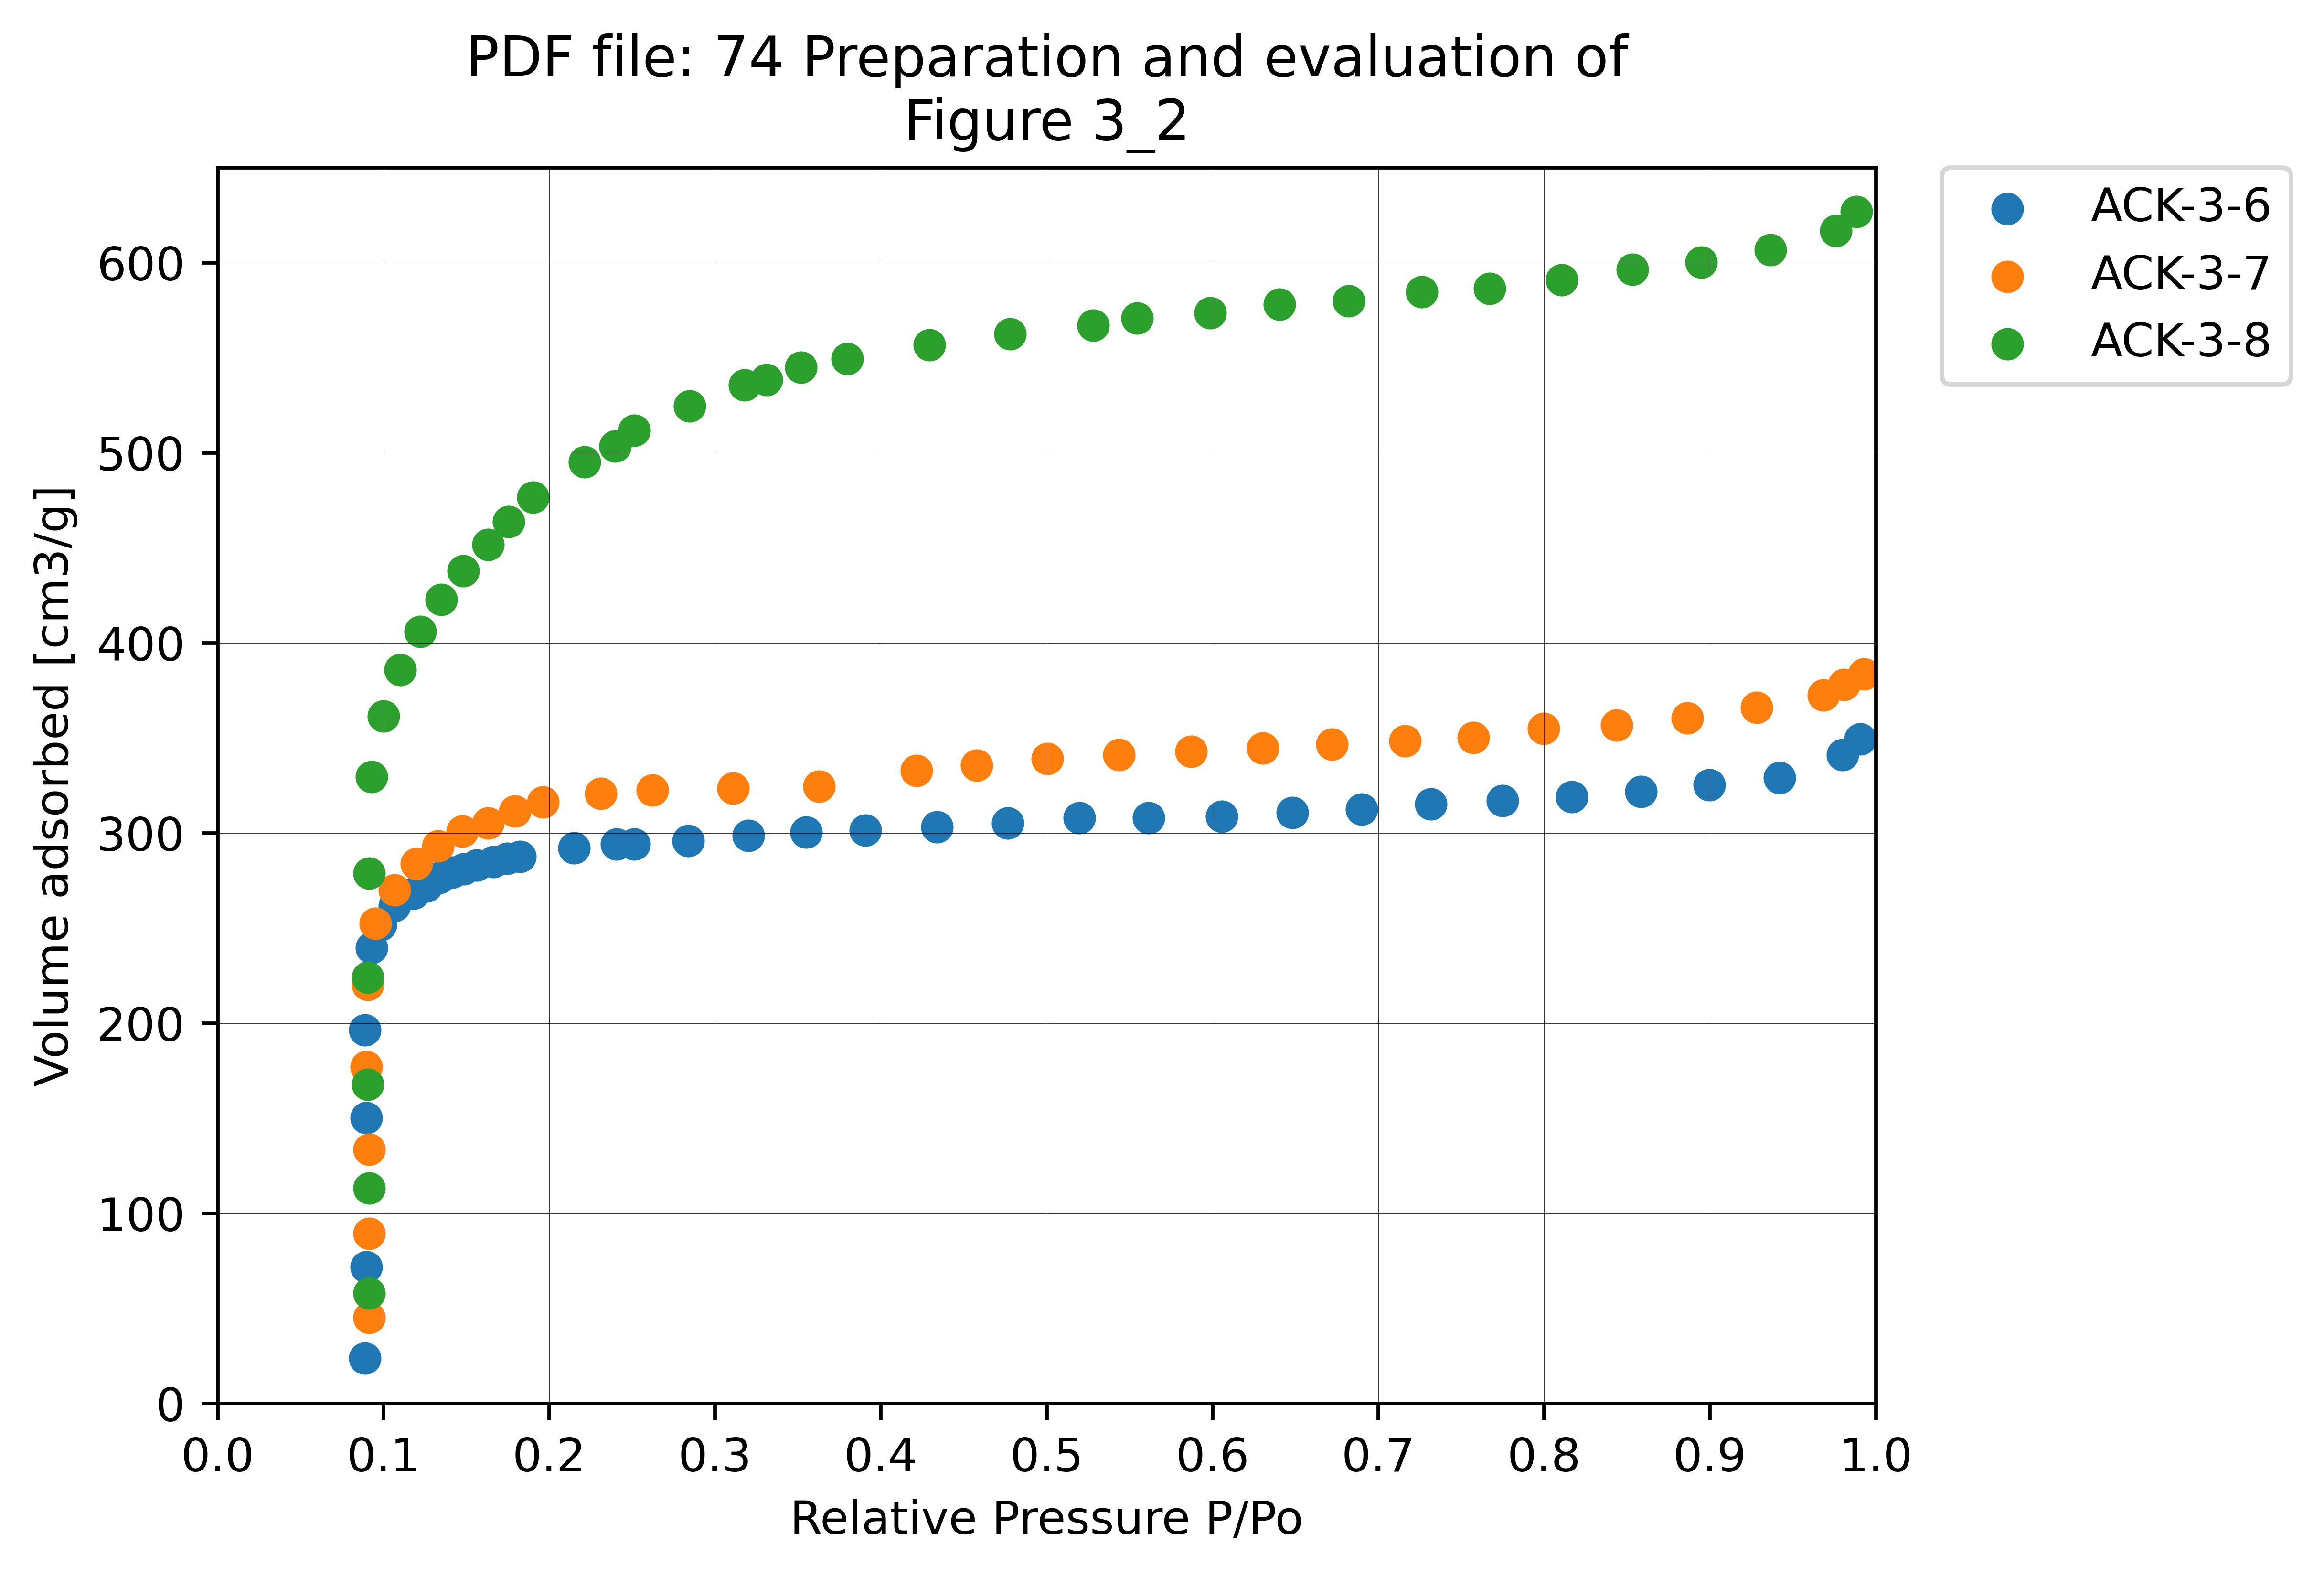 PDF file: 74 Preparation and evaluation of
Figure 3_2
ACK-3-6
ACK-3-7
ACK-3-8
Volume adsorbed [cm3/g]
600
500
400
300
200
100
0
0.0 0.1 0.2 0.3 0.4 0.5 0.6 0.7 0.8 0.9 1.0
Relative Pressure P/Po